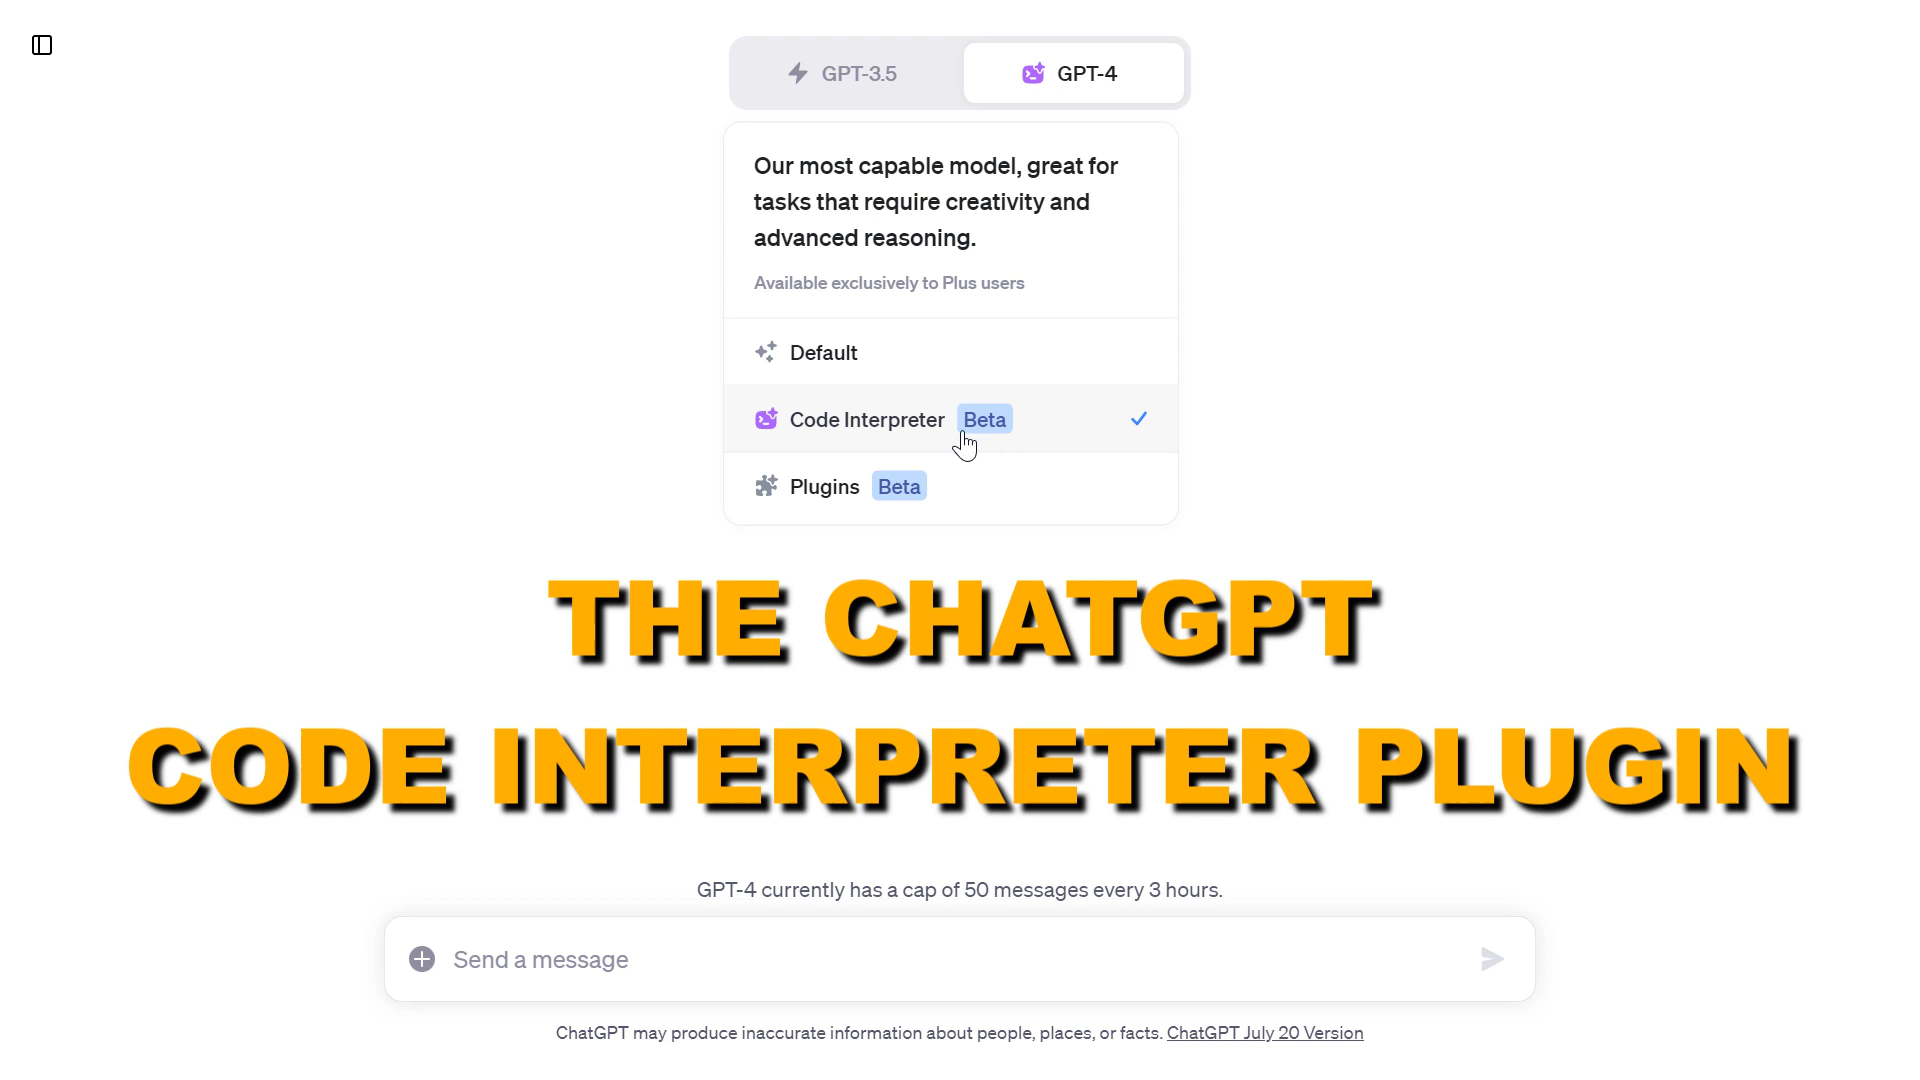 GPT-3.5
GPT-4
Our most capable model, great for
tasks that require creativity and
advanced reasoning.
Available exclusively to Plus users
Default
Code Interpreter Beta
Plugins Beta
THE CHATGPT
CODE INTERPRETER PLUGIN
GPT-4 currently has a cap of 50 messages every 3 hours.
Send a message
ChatGPT may produce inaccurate information about people, places, or facts. ChatGPT July 20 Version